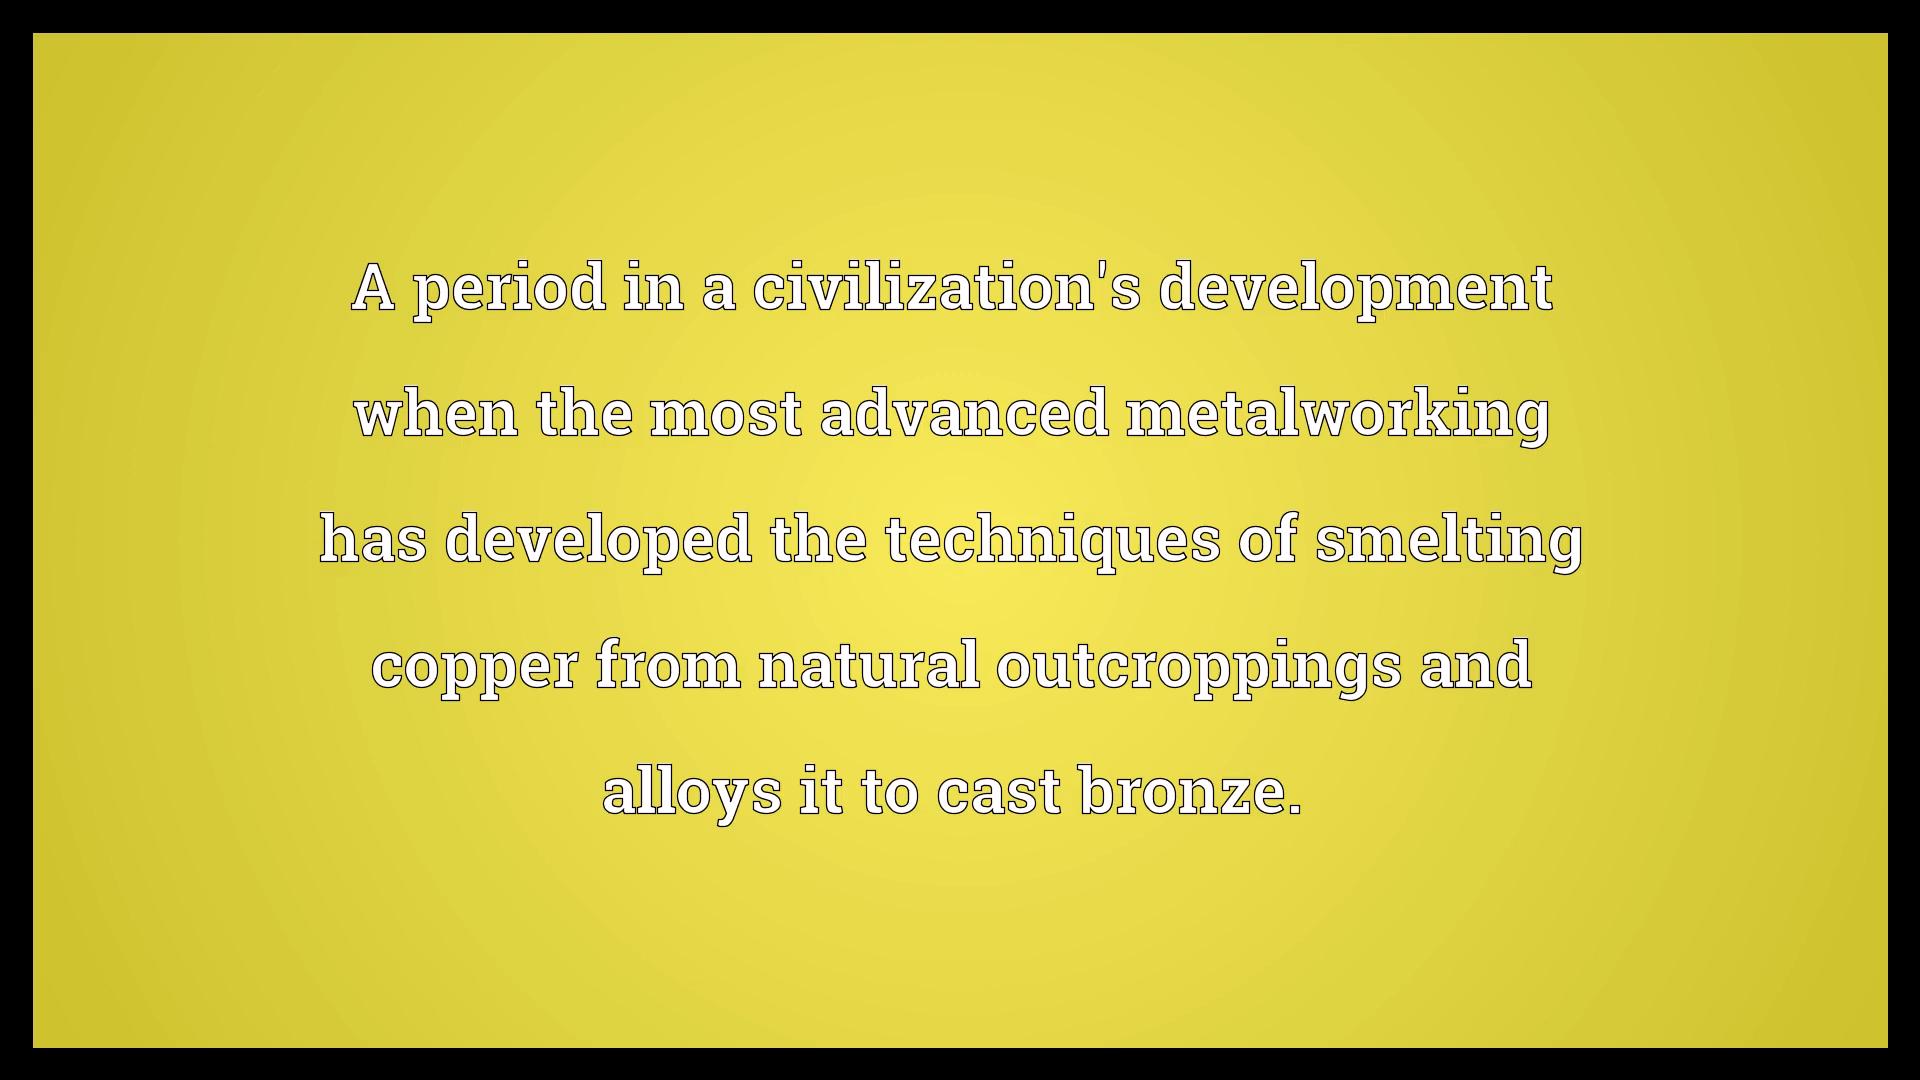 A period in a civilization's development
when the most advanced metalworking
has developed the techniques of smelting
copper from natural outcroppings and
alloys it to cast bronze.